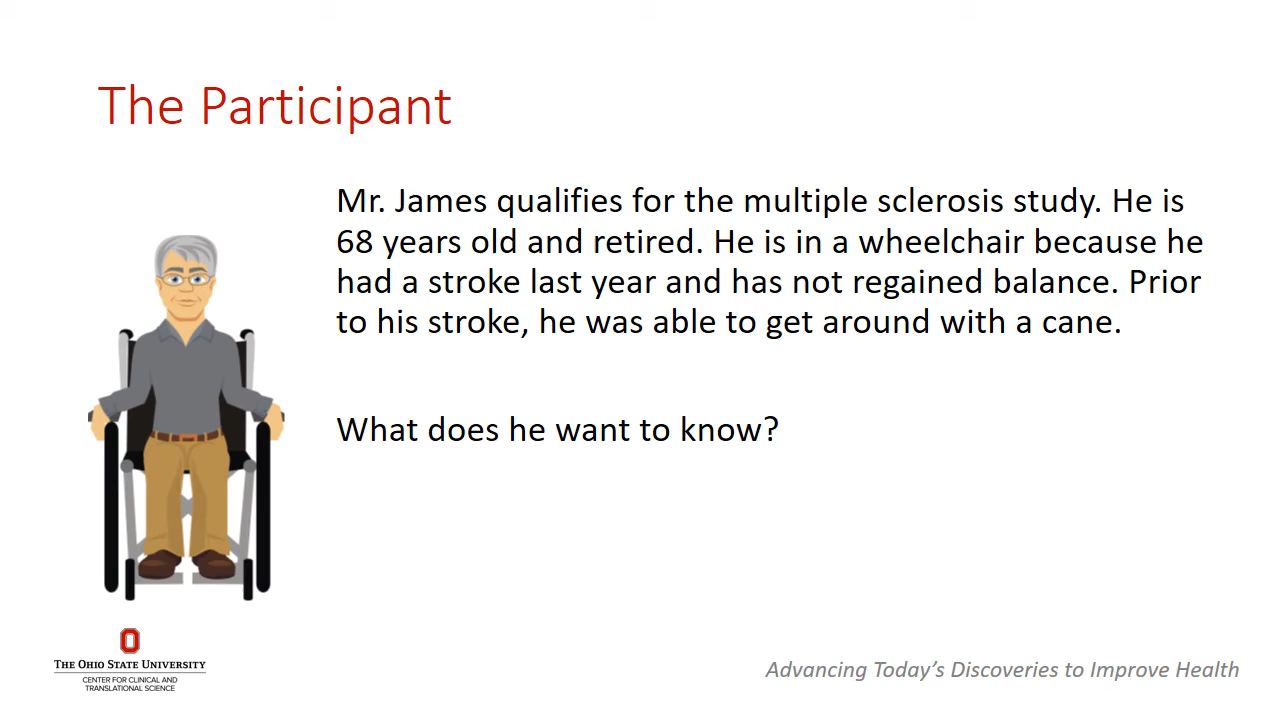 The Participant
Mr. James qualifies for the multiple sclerosis study. He is
68 years old and retired. He is in a wheelchair because he
had a stroke last year and has not regained balance. Prior
to his stroke, he was able to get around with a cane.
What does he want to know?
THE OHIO STATE UNIVERSITY
CENTER FOR CLINICAL AND
TRANSLATIONAL SCIENCE
Advancing Today's Discoveries to Improve Health